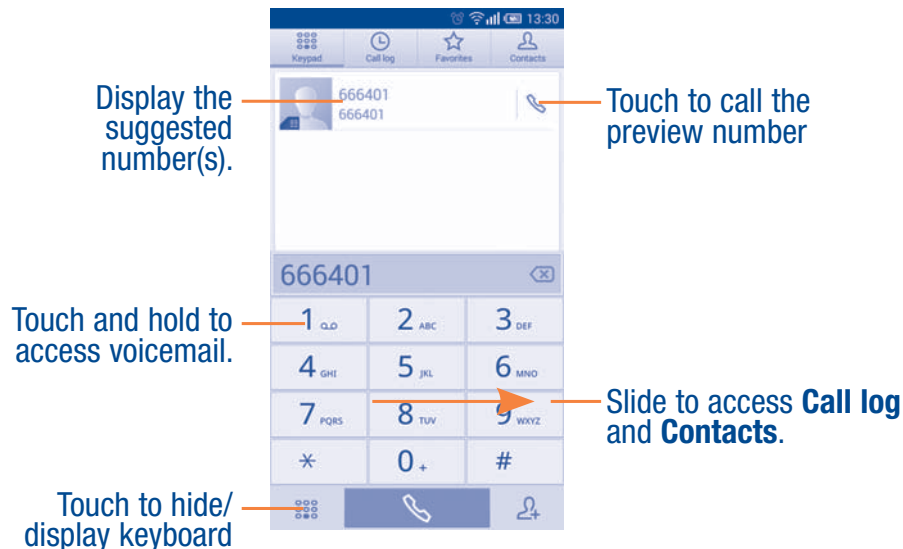 13:30
Keypad Call log Favorites Contacts
Display the
suggested
number(s).
666401
666401
Touch to call the
preview number
666401
Touch and hold to
access voicemail.
1 2 ABC 3 DEF
4 GHI 5 JKL 6 MNO
7 PQRS 8 TUV 9 WXYZ
* 0 + #
Slide to access Call log
and Contacts.
Touch to hide/
display keyboard